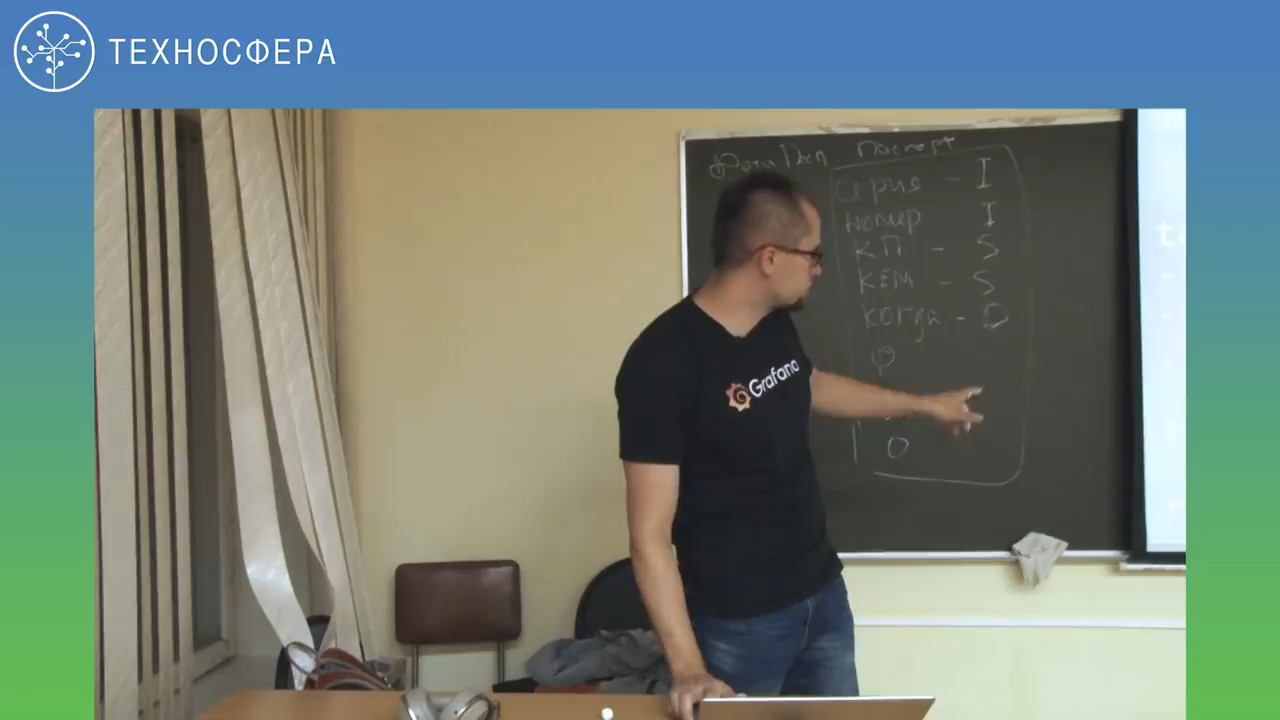 ТЕХНОСФЕРА
Паспорт
серия - I
номер I
КП - S
КЕМ - S
когда - D
Ф
О
Grafana